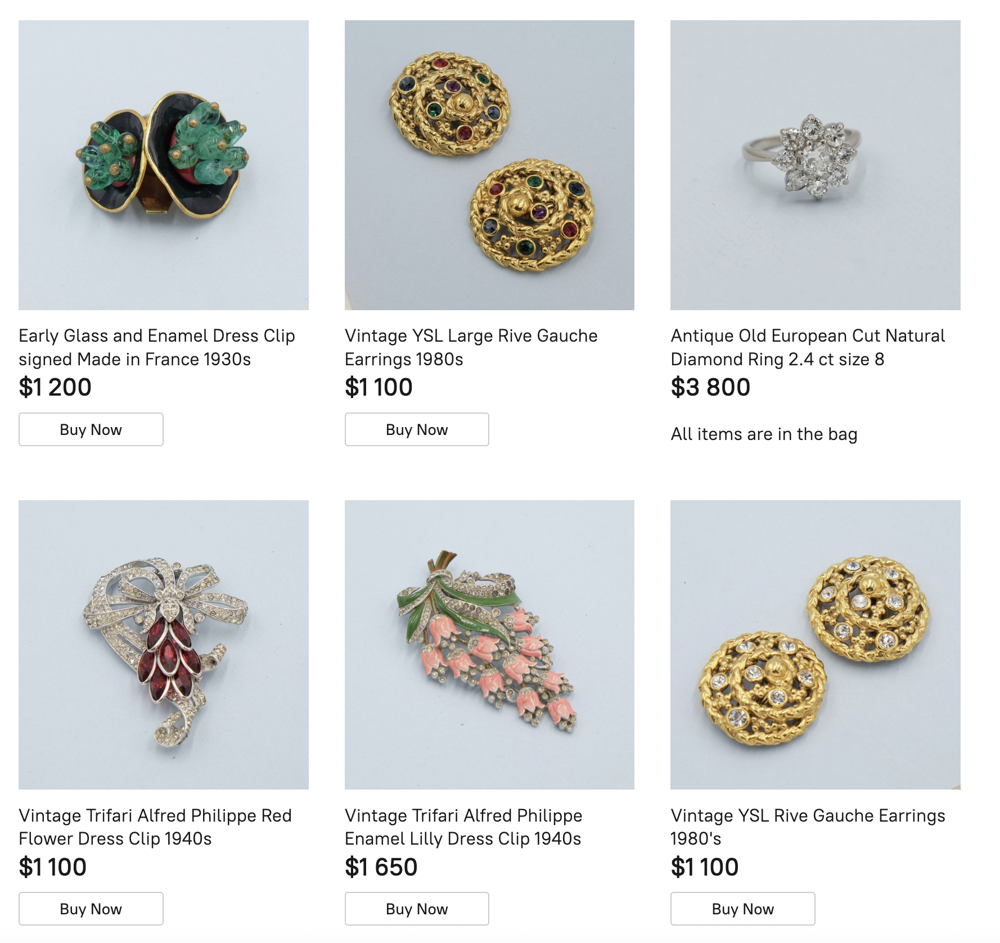 Early Glass and Enamel Dress Clip
signed Made in France 1930s
$1 200
Buy Now
Vintage YSL Large Rive Gauche
Earrings 1980s
$1 100
Buy Now
Antique Old European Cut Natural
Diamond Ring 2.4 ct size 8
$3 800
All items are in the bag
Vintage Trifari Alfred Philippe Red
Flower Dress Clip 1940s
$1 100
Buy Now
Vintage Trifari Alfred Philippe
Enamel Lilly Dress Clip 1940s
$1 650
Buy Now
Vintage YSL Rive Gauche Earrings
1980's
$1 100
Buy Now